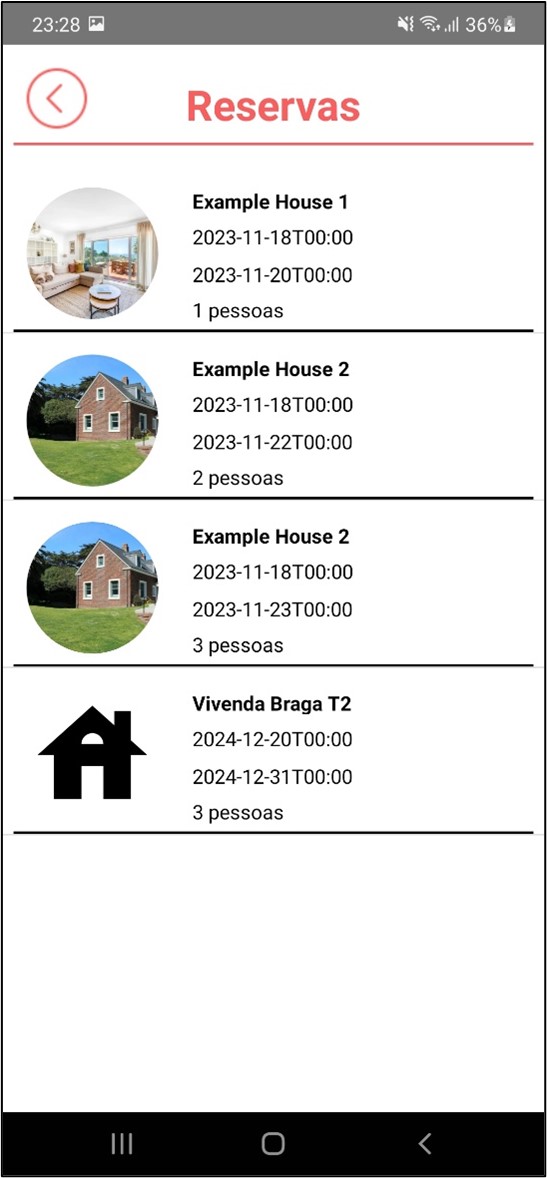 23:28
36%
Reservas
Example House 1
2023-11-18T00:00
2023-11-20T00:00
1 pessoas
Example House 2
2023-11-18T00:00
2023-11-22T00:00
2 pessoas
Example House 2
2023-11-18T00:00
2023-11-23T00:00
3 pessoas
Vivenda Braga T2
2024-12-20T00:00
2024-12-31T00:00
3 pessoas